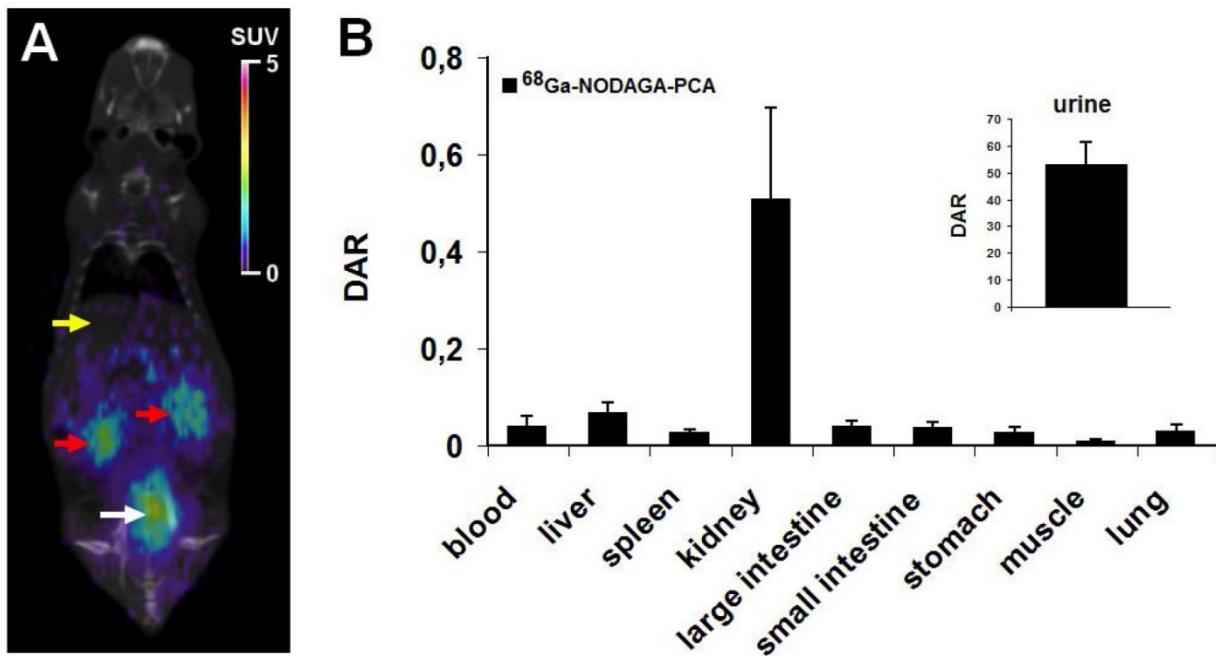 A
SUV
5
0
B
0,8
0,6
0,4
0,2
0
DAR
68Ga-NODAGA-PCA
urine
70
60
50
40
30
20
10
0
DAR
blood
liver
spleen
kidney
large intestine
small intestine
stomach
muscle
lung